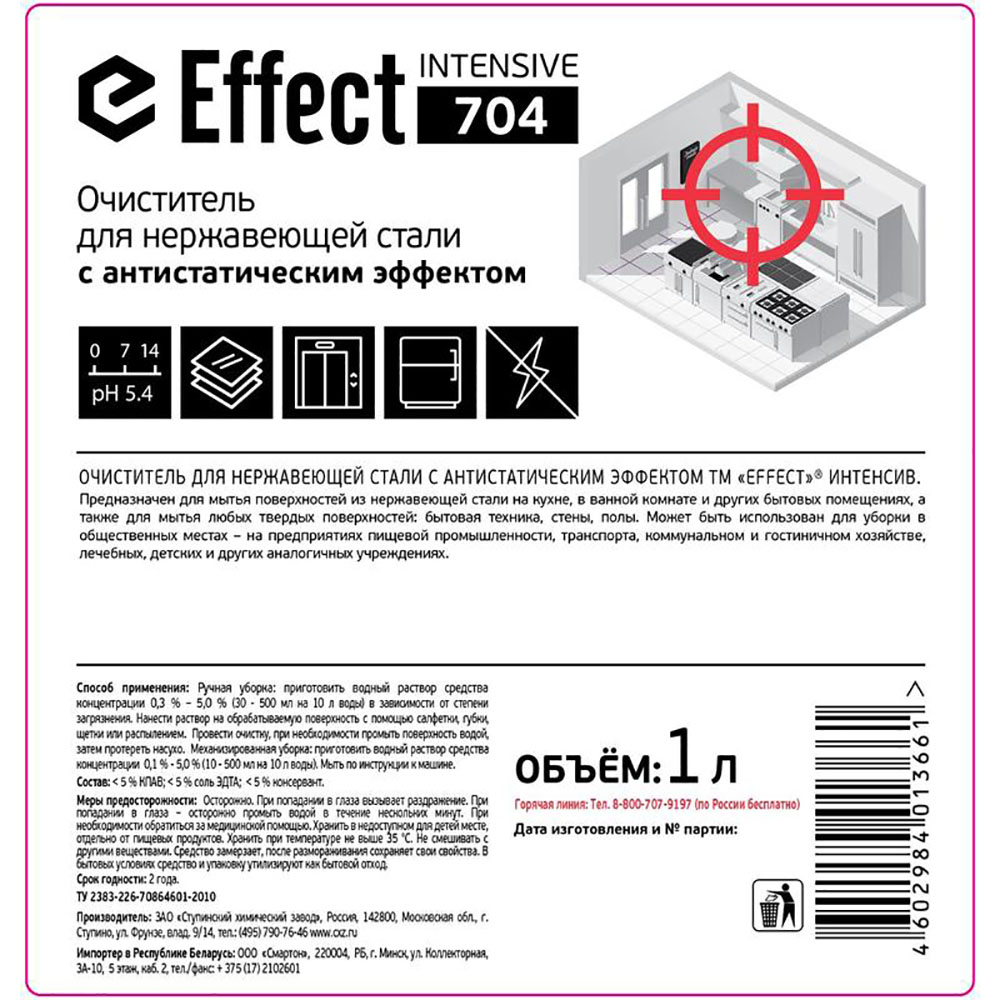 Effect
INTENSIVE
704
Очиститель
для нержавеющей стали
с антистатическим эффектом
0 7 14
pH 5.4
ОЧИСТИТЕЛЬ ДЛЯ НЕРЖАВЕЮЩЕЙ СТАЛИ С АНТИСТАТИЧЕСКИМ ЭФФЕКТОМ ТМ «EFFECT»® ИНТЕНСИВ.
Предназначен для мытья поверхностей из нержавеющей стали на кухне, в ванной комнате и других бытовых помещениях, а
также для мытья любых твердых поверхностей: бытовая техника, стены, полы. Может быть использован для уборки в
общественных местах – на предприятиях пищевой промышленности, транспорта, коммунальном и гостиничном хозяйстве,
лечебных, детских и других аналогичных учреждениях.
Способ применения: Ручная уборка: приготовить водный раствор средства
концентрации 0,3 % – 5,0 % (30 - 500 мл на 10 л воды) в зависимости от степени
загрязнения. Нанести раствор на обрабатываемую поверхность с помощью салфетки, губки,
щетки или распылением. Провести очистку, при необходимости промыть поверхность водой,
затем протереть насухо. Механизированная уборка: приготовить водный раствор средства
концентрации 0,1% - 5,0 % (10 - 500 мл на 10 л воды). Мыть по инструкции к машине.
Состав: < 5 % КПАВ; < 5 % соль ЭДТА; < 5 % консервант.
Меры предосторожности: Осторожно. При попадании в глаза вызывает раздражение. При
попадании в глаза – осторожно промыть водой в течение нескольких минут. При
необходимости обратиться за медицинской помощью. Хранить в недоступном для детей месте,
отдельно от пищевых продуктов. Хранить при температуре не выше 35 °С. Не смешивать с
другими веществами. Средство замерзает, после размораживания сохраняет свои свойства. В
бытовых условиях средство и упаковку утилизируют как бытовой отход.
Срок годности: 2 года.
ТУ 2383-226-70864601-2010
Производитель: ЗАО «Ступинский химический завод», Россия, 142800, Московская обл., г.
Ступино, ул. Фрунзе, влад. 9/14, тел.: (495) 790-76-46 www.cxz.ru
Импортер в Республике Беларусь: ООО «Смартон», 220004, РБ, г. Минск, ул. Коллекторная,
3А-10, 5 этаж, каб. 2, тел./факс: + 375 (17) 2102601
ОБЪЁМ: 1 л
Горячая линия: Тел. 8-800-707-9197 (по России бесплатно)
Дата изготовления и № партии:
4 602984 013661 >